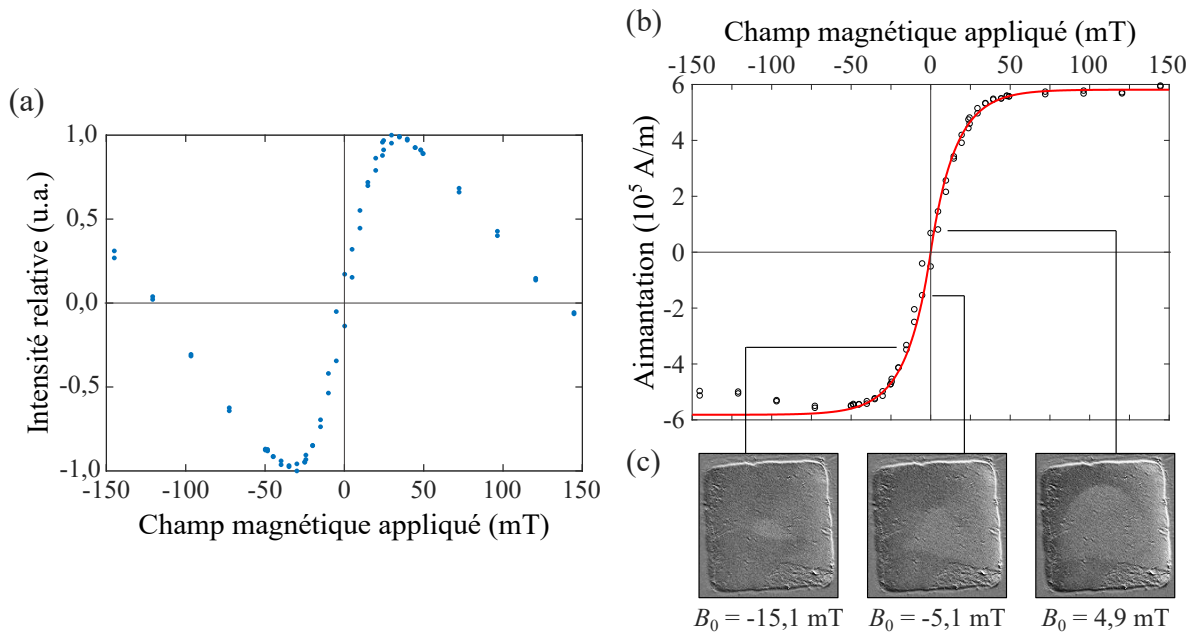 (a)
Intensité relative (u.a.)
1,0
0,5
0,0
-0,5
-1,0
-150 -100 -50 0 50 100 150
Champ magnétique appliqué (mT)
(b)
Champ magnétique appliqué (mT)
-150 -100 -50 0 50 100 150
Aimantation (10⁵ A/m)
6
4
2
0
-2
-4
-6
(c)
B₀ = -15,1 mT B₀ = -5,1 mT B₀ = 4,9 mT